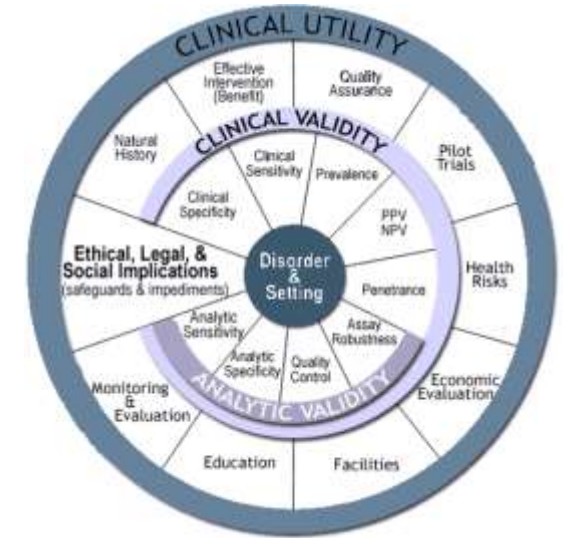 CLINICAL UTILITY
Effective
Intervention
(Benefit)
Quality
Assurance
Natural
History
CLINICAL VALIDITY
Pilot
Trials
Clinical
Sensitivity
Prevalence
Clinical
Specificity
PPV
NPV
Ethical, Legal, &
Social Implications
(safeguards & impediments)
Disorder
&
Setting
Health
Risks
Penetrance
Analytic
Sensitivity
Assay
Robustness
Analytic
Specificity
Quality
Control
ANALYTIC VALIDITY
Monitoring
&
Evaluation
Economic
Evaluation
Education
Facilities